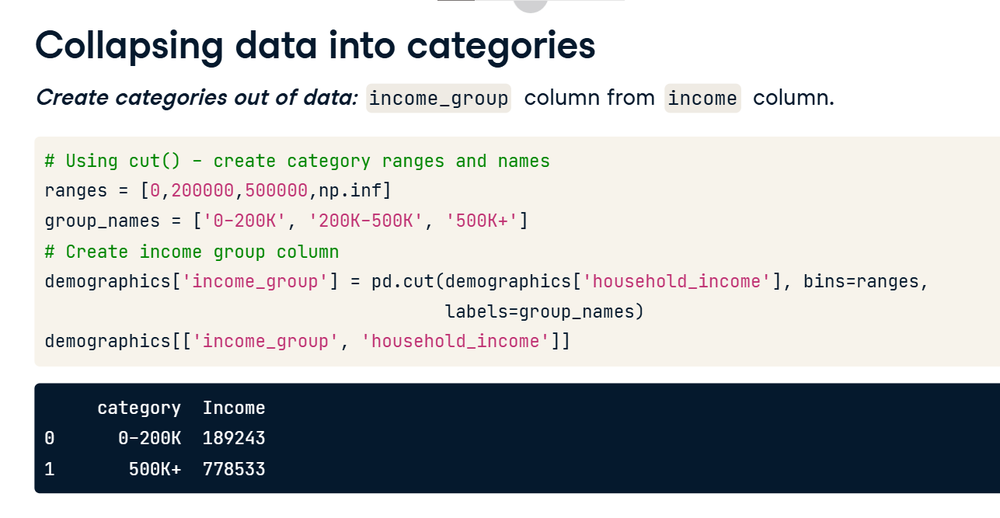 Collapsing data into categories
Create categories out of data: income_group column from income column.
# Using cut() - create category ranges and names
ranges = [0,200000,500000,np.inf]
group_names = ['0-200K', '200K-500K', '500K+']
# Create income group column
demographics['income_group'] = pd.cut(demographics['household_income'], bins=ranges,
labels=group_names)
demographics[['income_group', 'household_income']]
category Income
0 0-200K 189243
1 500K+ 778533